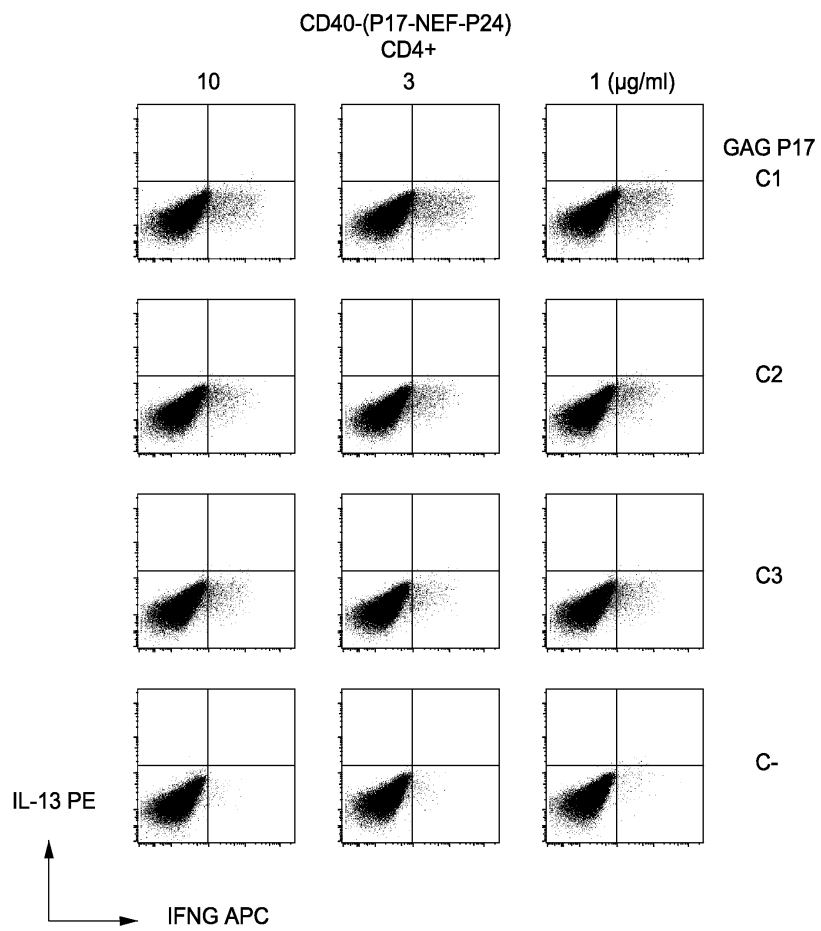 CD40-(P17-NEF-P24)
CD4+
10 3 1 (µg/ml)
GAG P17
C1
C2
C3
C-
IL-13 PE
IFNG APC